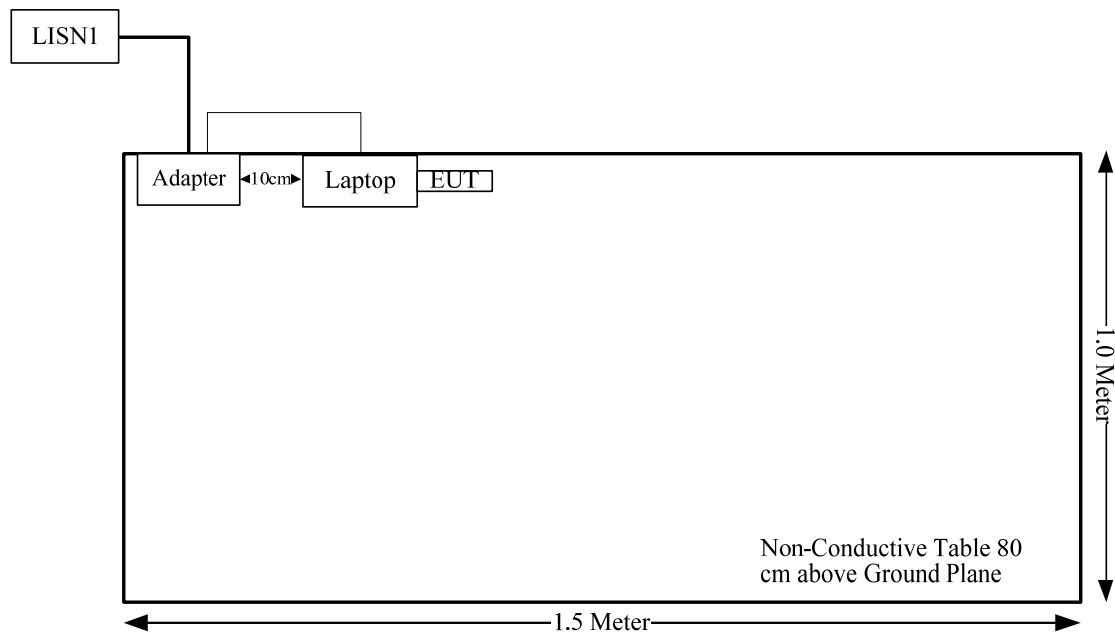 LISN1
Adapter
10cm
Laptop
EUT
1.0 Meter
Non-Conductive Table 80
cm above Ground Plane
1.5 Meter